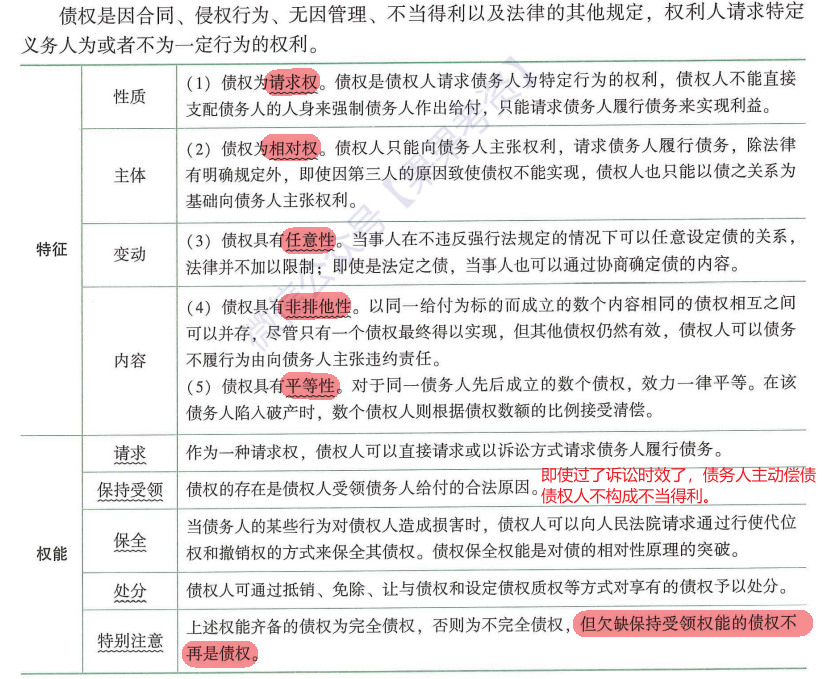 债权是因合同、侵权行为、无因管理、不当得利以及法律的其他规定，权利人请求特定
义务人为或者不为一定行为的权利。
特征
性质
（1）债权为请求权。债权是债权人请求债务人为特定行为的权利，债权人不能直接
支配债务人的人身来强制债务人作出给付，只能请求债务人履行债务来实现利益。
主体
（2）债权为相对权。债权人只能向债务人主张权利，请求债务人履行债务，除法律
有明确规定外，即使因第三人的原因致使债权不能实现，债权人也只能以债之关系为
基础向债务人主张权利。
变动
（3）债权具有任意性。当事人在不违反强行法规定的情况下可以任意设定债的关系，
法律并不加以限制；即使是法定之债，当事人也可以通过协商确定债的内容。
内容
（4）债权具有非排他性。以同一给付为标的而成立的数个内容相同的债权相互之间
可以并存，尽管只有一个债权最终得以实现，但其他债权仍然有效，债权人可以债务
不履行为由向债务人主张违约责任。
（5）债权具有平等性。对于同一债务人先后成立的数个债权，效力一律平等。在该
债务人陷入破产时，数个债权人则根据债权数额的比例接受清偿。
权能
请求
作为一种请求权，债权人可以直接请求或以诉讼方式请求债务人履行债务。
保持受领
债权的存在是债权人受领债务人给付的合法原因。
即使过了诉讼时效了，债务人主动偿债
债权人不构成不当得利。
保全
当债务人的某些行为对债权人造成损害时，债权人可以向人民法院请求通过行使代位
权和撤销权的方式来保全其债权。债权保全权能是对债的相对性原理的突破。
处分
债权人可通过抵销、免除、让与债权和设定债权质权等方式对享有的债权予以处分。
特别注意
上述权能齐备的债权为完全债权，否则为不完全债权，但欠缺保持受领权能的债权不
再是债权。
公众号【果果考资】